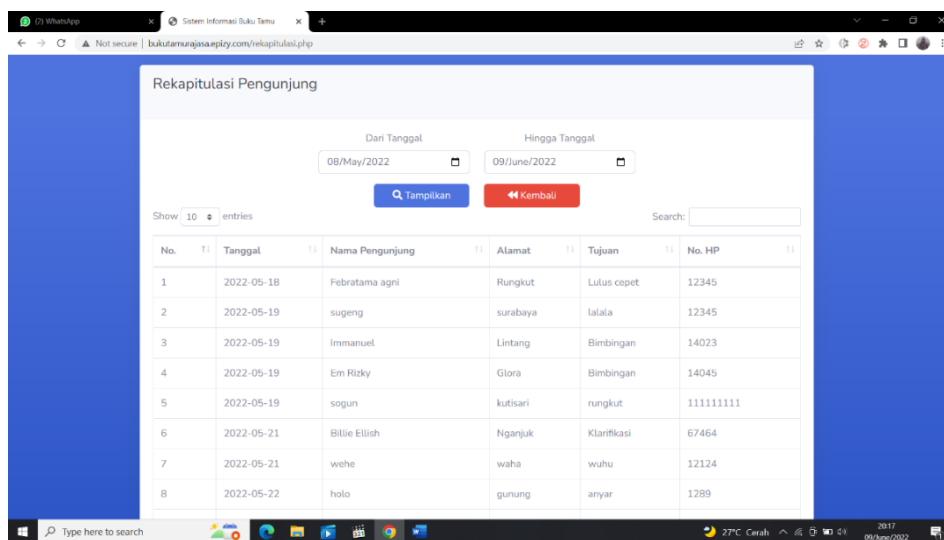 (2) WhatsApp
Sistem Informasi Buku Tamu
Not secure | bukutamurajasa.epizy.com/rekapitulasi.php
Rekapitulasi Pengunjung
Dari Tanggal Hingga Tanggal
08/May/2022 09/June/2022
Tampilkan Kembali
Show 10 entries Search:
No. Tanggal Nama Pengunjung Alamat Tujuan No. HP
1 2022-05-18 Febratama agni Rungkut Lulus cepet 12345
2 2022-05-19 sugeng surabaya lalala 12345
3 2022-05-19 Immanuel Lintang Bimbingan 14023
4 2022-05-19 Em Rizky Glora Bimbingan 14045
5 2022-05-19 sogun kutisari rungkut 111111111
6 2022-05-21 Billie Ellish Nganjuk Klarifikasi 67464
7 2022-05-21 wehe waha wuhu 12124
8 2022-05-22 holo gunung anyar 1289
Type here to search 27°C Cerah 20:17
09/June/2022